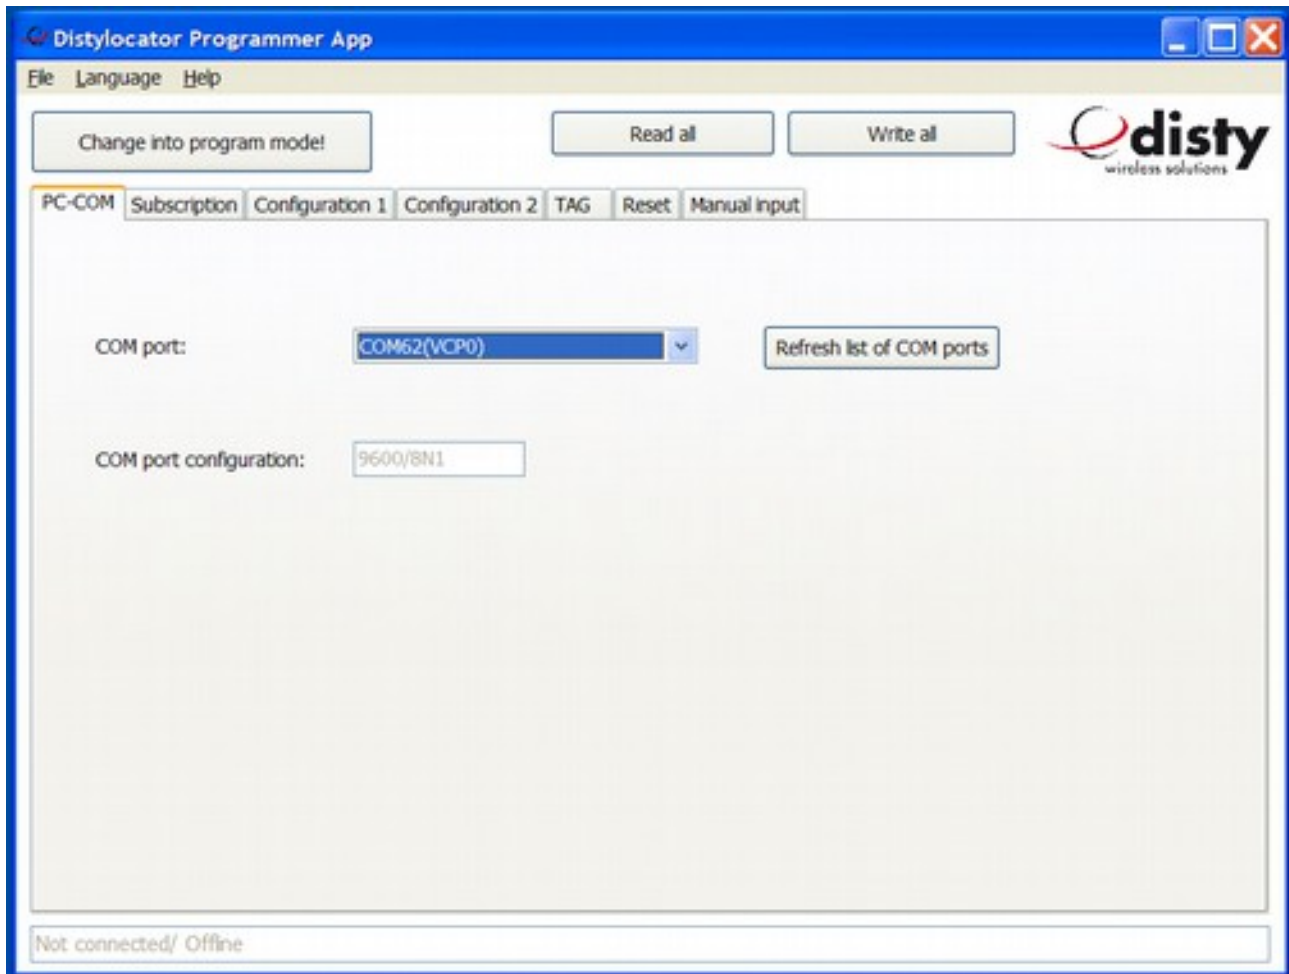 Distylocator Programmer App
File Language Help
Change into program mode!
Read all
Write all
disty
wireless solutions
PC-COM Subscription Configuration 1 Configuration 2 TAG Reset Manual input
COM port: COM62(VCP0) Refresh list of COM ports
COM port configuration: 9600/8N1
Not connected/ Offline